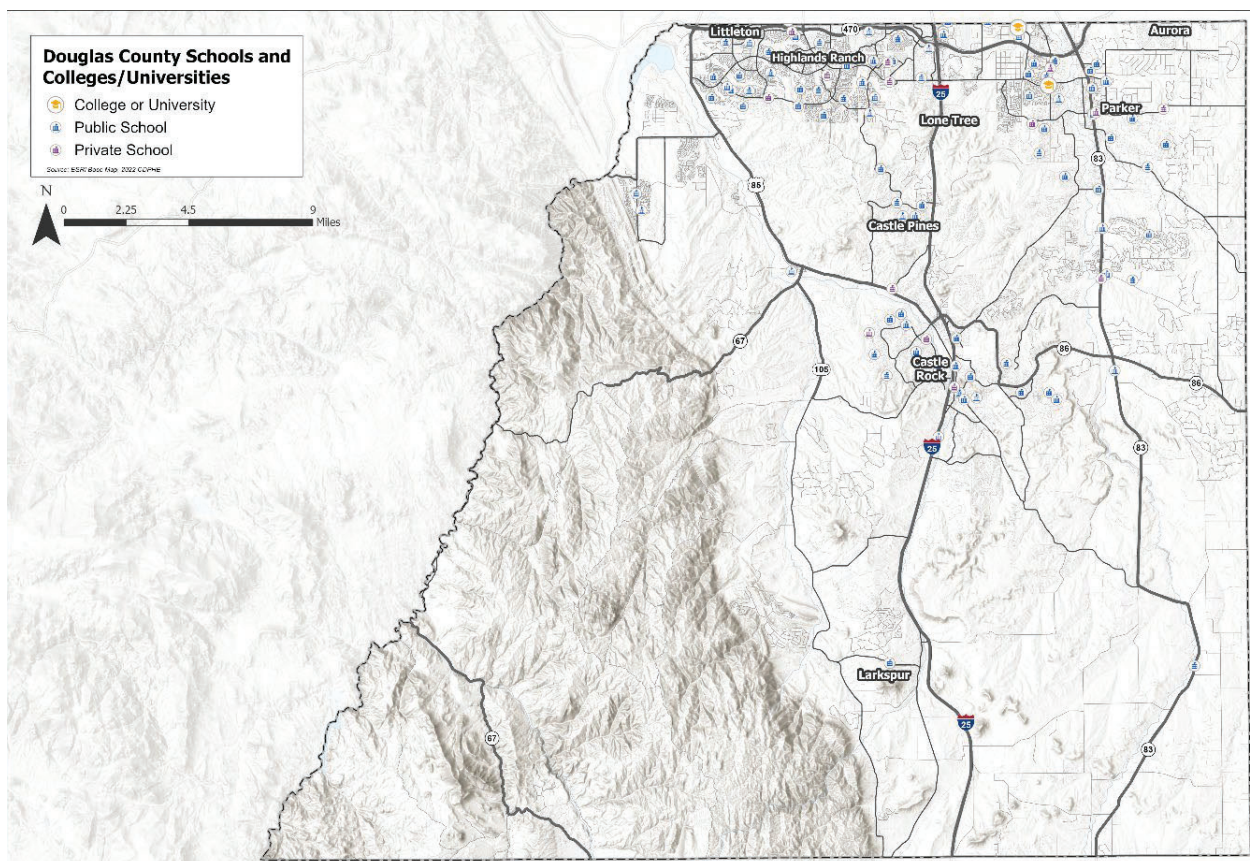 Douglas County Schools and
Colleges/Universities
College or University
Public School
Private School
Source: ESRI Base Map, 2022 CDPHE
N
0 2.25 4.5 9
Miles
Littleton
470
Aurora
Highlands Ranch
25
Parker
Lone Tree
83
85
Castle Pines
67
86
105
Castle
Rock
86
25
83
Larkspur
25
67
83